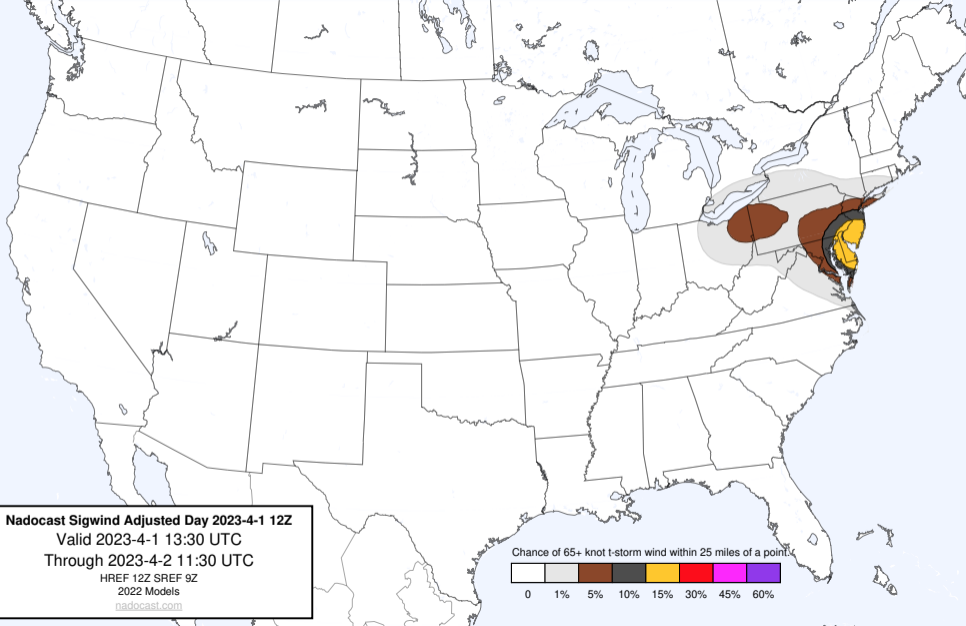 Nadocast Sigwind Adjusted Day 2023-4-1 12Z
Valid 2023-4-1 13:30 UTC
Through 2023-4-2 11:30 UTC
HREF 12Z SREF 9Z
2022 Models
nadocast.com
Chance of 65+ knot t-storm wind within 25 miles of a point.
0 1% 5% 10% 15% 30% 45% 60%